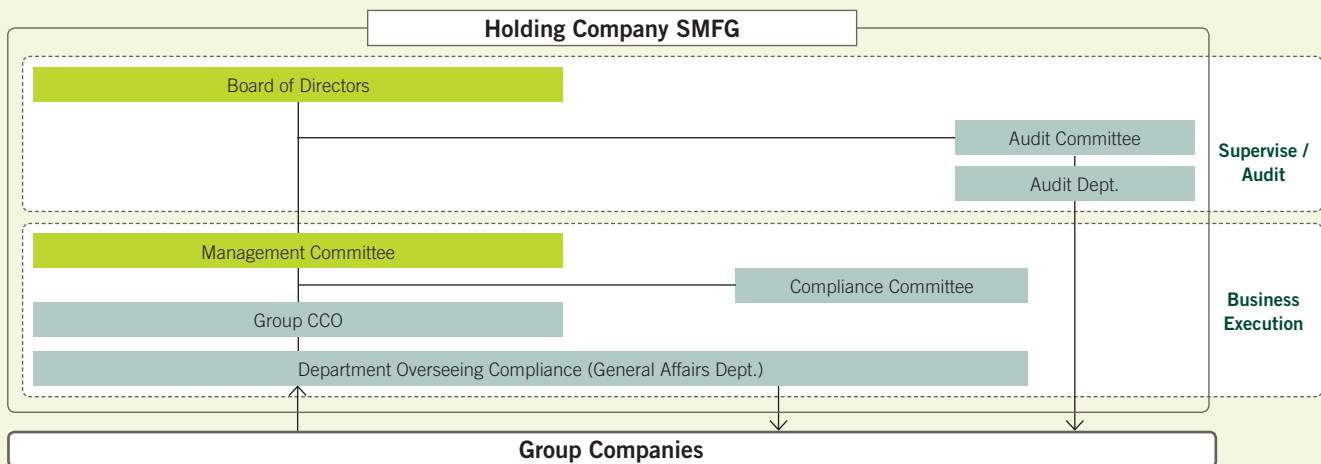 Holding Company SMFG
Board of Directors
Audit Committee
Audit Dept.
Supervise /
Audit
Management Committee
Compliance Committee
Group CCO
Business
Execution
Department Overseeing Compliance (General Affairs Dept.)
Group Companies